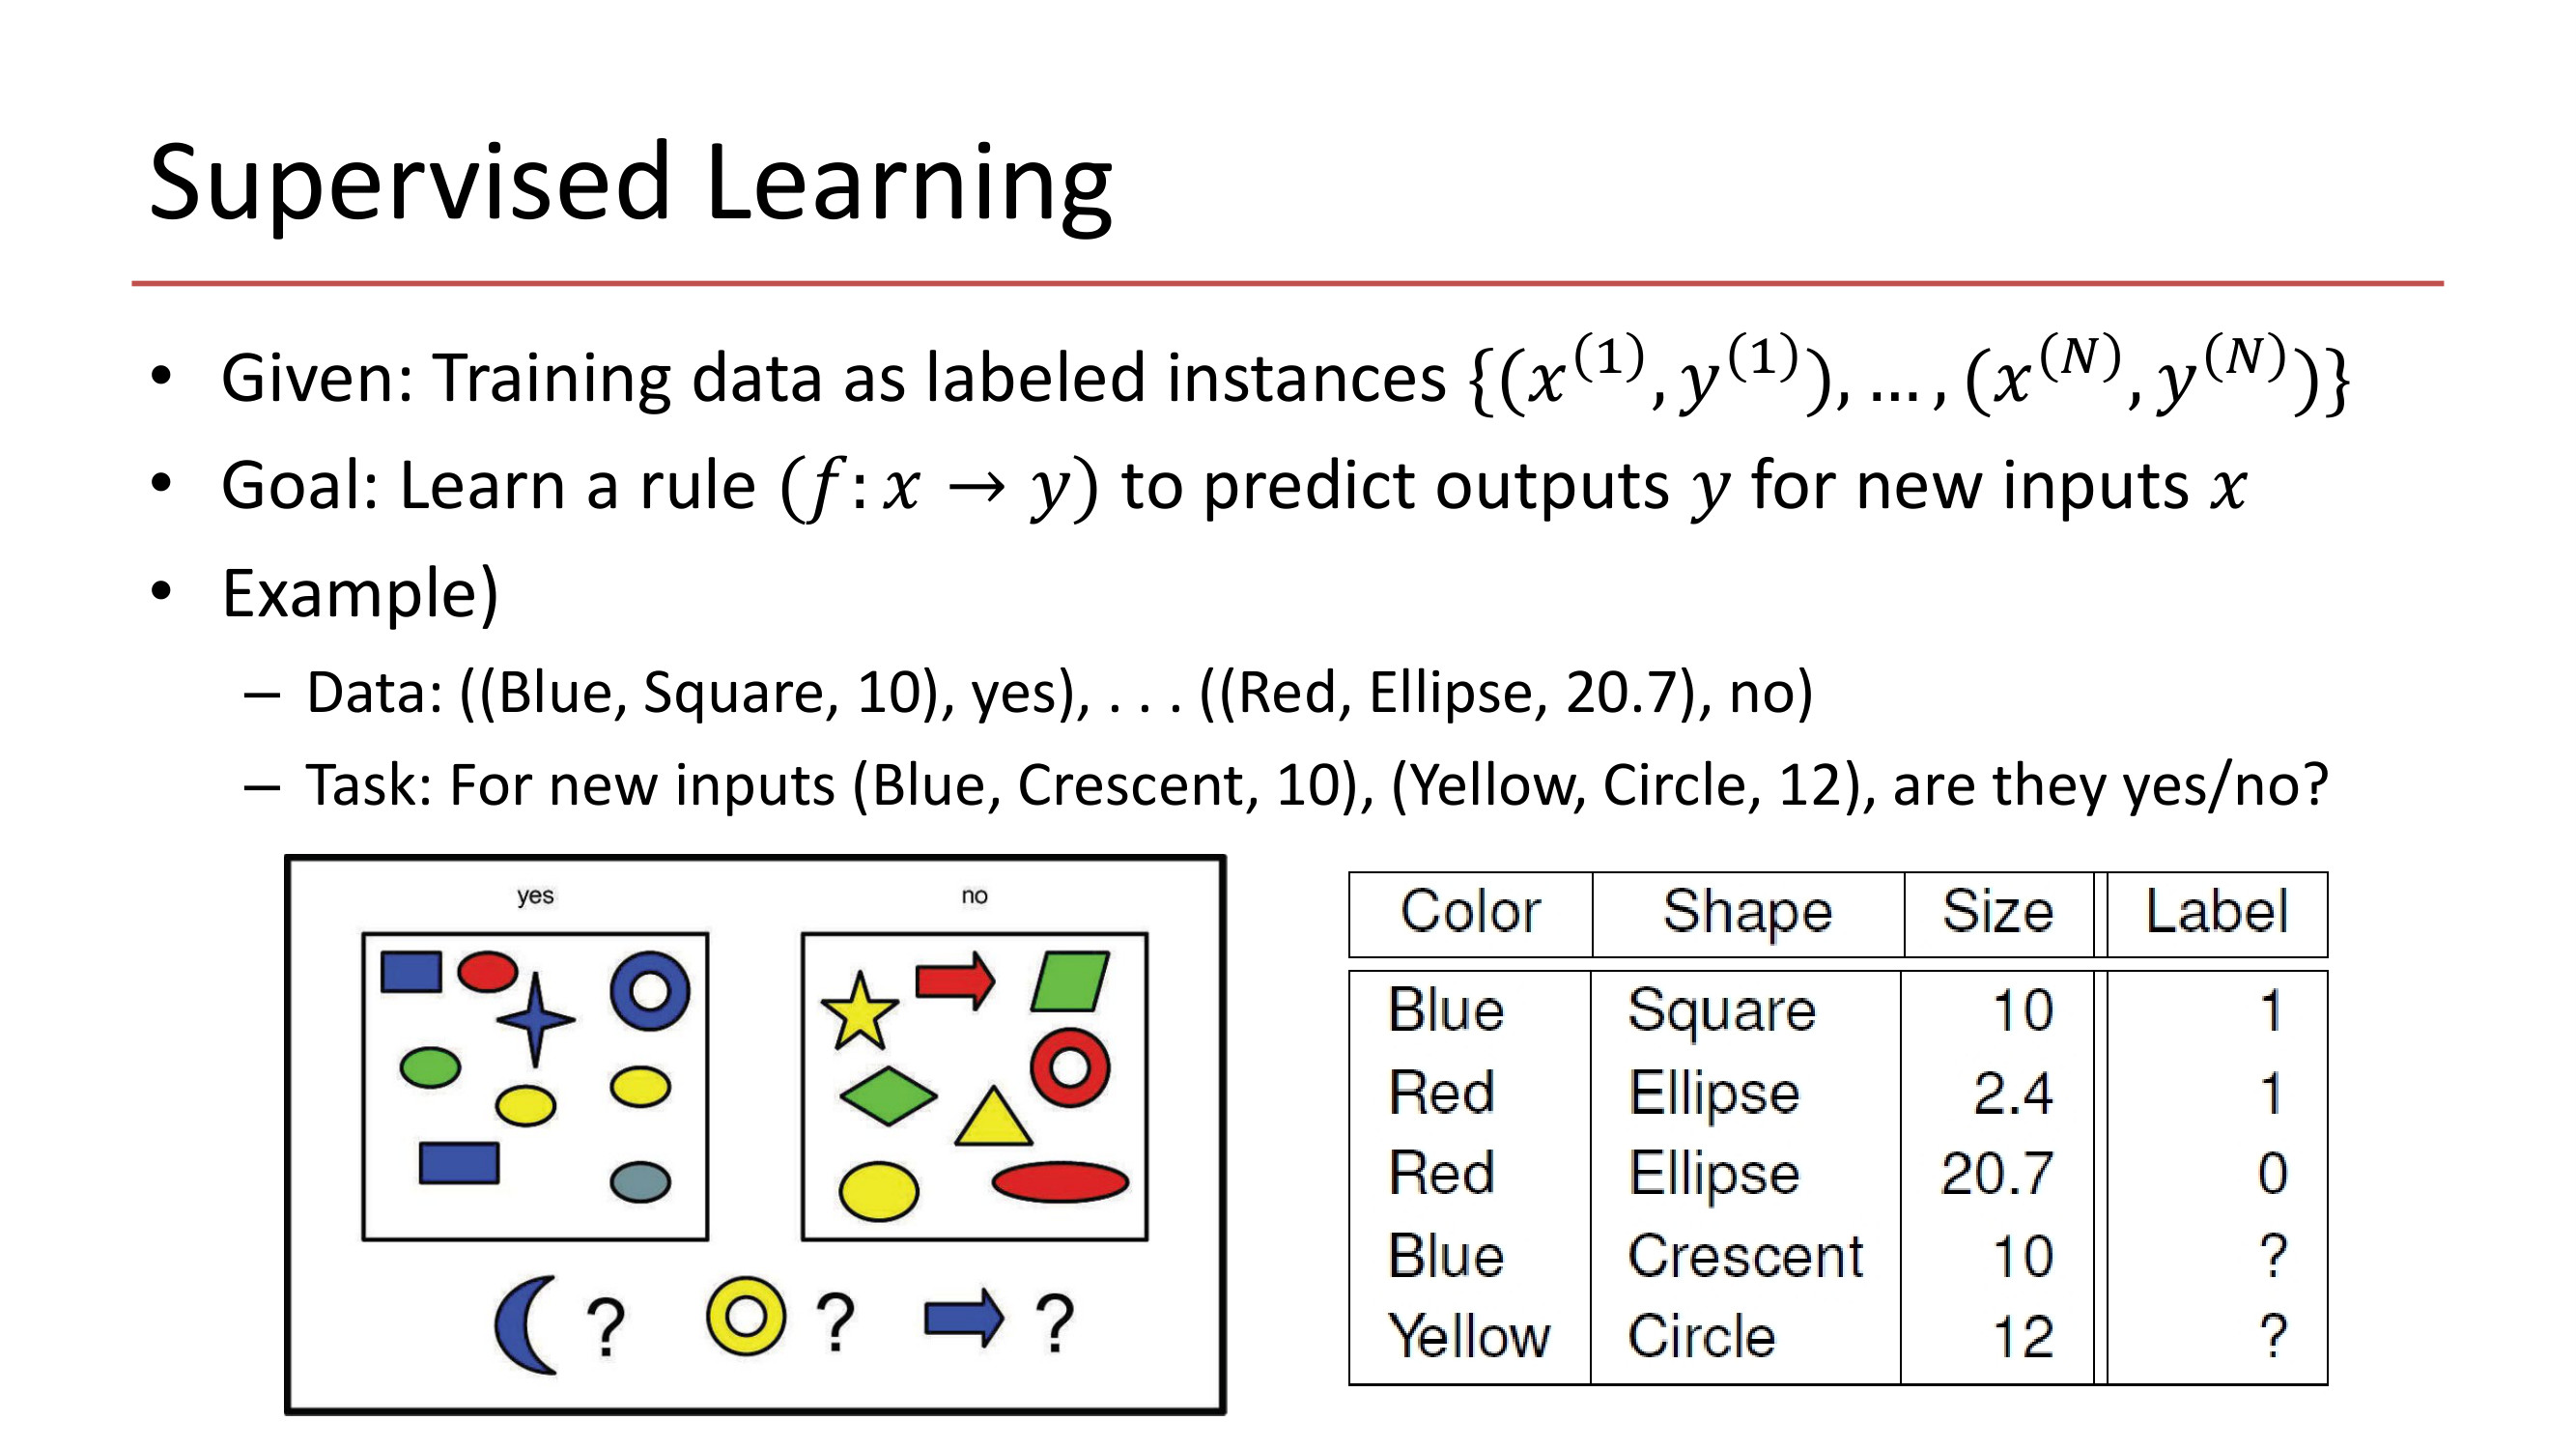 Supervised Learning
• Given: Training data as labeled instances {(x^(1), y^(1)), … , (x^(N), y^(N))}
• Goal: Learn a rule (f: x → y) to predict outputs y for new inputs x
• Example)
– Data: ((Blue, Square, 10), yes), . . . ((Red, Ellipse, 20.7), no)
– Task: For new inputs (Blue, Crescent, 10), (Yellow, Circle, 12), are they yes/no?
yes no
? ? ?
Color Shape Size Label
Blue Square 10 1
Red Ellipse 2.4 1
Red Ellipse 20.7 0
Blue Crescent 10 ?
Yellow Circle 12 ?